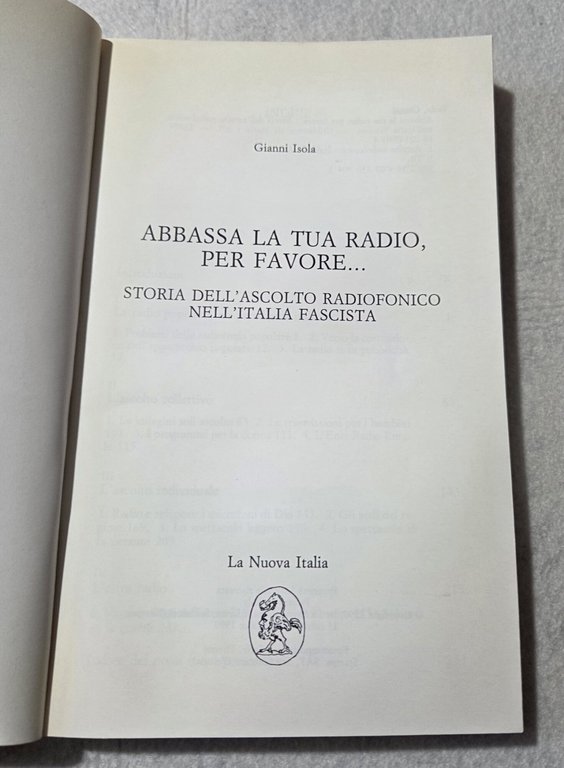 Gianni Isola
ABBASSA LA TUA RADIO,
PER FAVORE...
STORIA DELL'ASCOLTO RADIOFONICO
NELL'ITALIA FASCISTA
La Nuova Italia